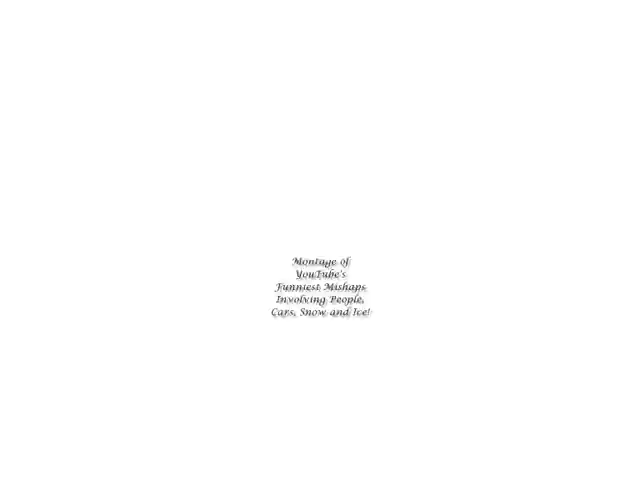 Montage of
YouTube's
Funniest Mishaps
Involving People,
Cars, Snow and Ice!